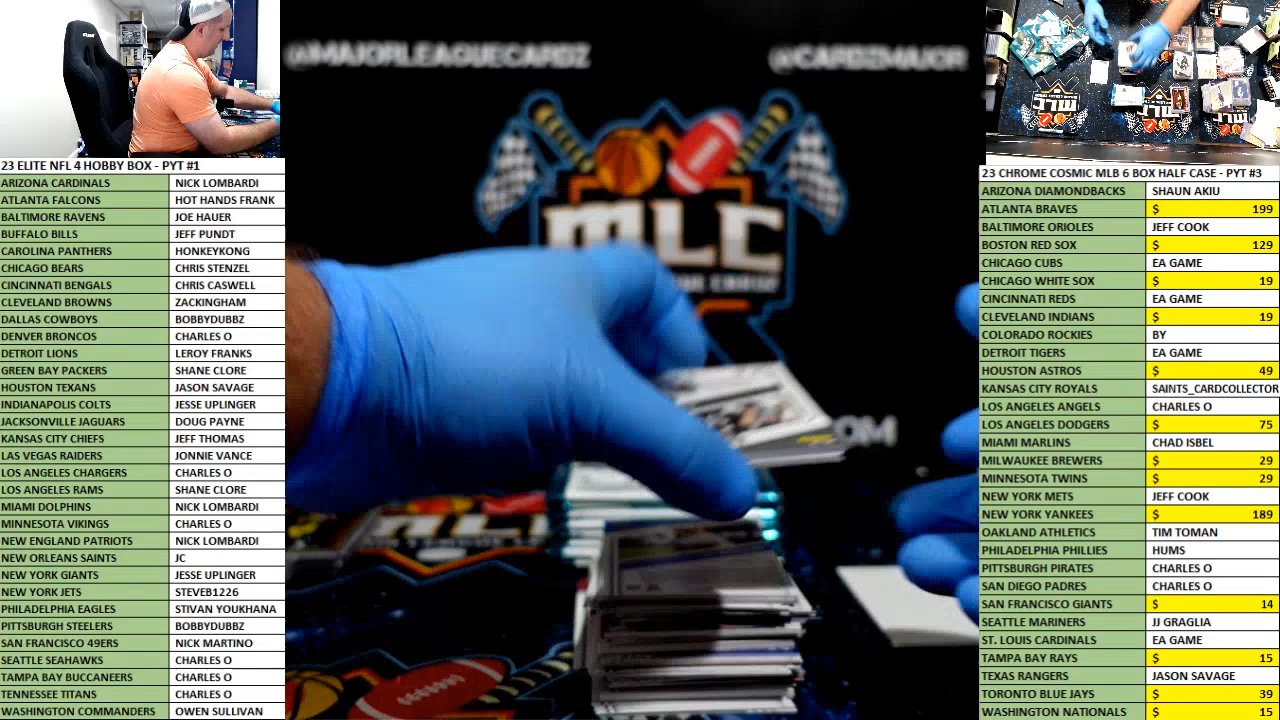 @MAJORLEAGUECARDZ
@CARDZMAJOR
MLC
23 ELITE NFL 4 HOBBY BOX - PYT #1
ARIZONA CARDINALS NICK LOMBARDI
ATLANTA FALCONS HOT HANDS FRANK
BALTIMORE RAVENS JOE HAUER
BUFFALO BILLS JEFF PUNDT
CAROLINA PANTHERS HONKEYKONG
CHICAGO BEARS CHRIS STENZEL
CINCINNATI BENGALS CHRIS CASWELL
CLEVELAND BROWNS ZACKINGHAM
DALLAS COWBOYS BOBBYDUBBZ
DENVER BRONCOS CHARLES O
DETROIT LIONS LEROY FRANKS
GREEN BAY PACKERS SHANE CLORE
HOUSTON TEXANS JASON SAVAGE
INDIANAPOLIS COLTS JESSE UPLINGER
JACKSONVILLE JAGUARS DOUG PAYNE
KANSAS CITY CHIEFS JEFF THOMAS
LAS VEGAS RAIDERS JONNIE VANCE
LOS ANGELES CHARGERS CHARLES O
LOS ANGELES RAMS SHANE CLORE
MIAMI DOLPHINS NICK LOMBARDI
MINNESOTA VIKINGS CHARLES O
NEW ENGLAND PATRIOTS NICK LOMBARDI
NEW ORLEANS SAINTS JC
NEW YORK GIANTS JESSE UPLINGER
NEW YORK JETS STEVEB1226
PHILADELPHIA EAGLES STIVAN YOUKHANA
PITTSBURGH STEELERS BOBBYDUBBZ
SAN FRANCISCO 49ERS NICK MARTINO
SEATTLE SEAHAWKS CHARLES O
TAMPA BAY BUCCANEERS CHARLES O
TENNESSEE TITANS CHARLES O
WASHINGTON COMMANDERS OWEN SULLIVAN
23 CHROME COSMIC MLB 6 BOX HALF CASE - PYT #3
ARIZONA DIAMONDBACKS SHAUN AKIU
ATLANTA BRAVES $ 199
BALTIMORE ORIOLES JEFF COOK
BOSTON RED SOX $ 129
CHICAGO CUBS EA GAME
CHICAGO WHITE SOX $ 19
CINCINNATI REDS EA GAME
CLEVELAND INDIANS $ 19
COLORADO ROCKIES BY
DETROIT TIGERS EA GAME
HOUSTON ASTROS $ 49
KANSAS CITY ROYALS SAINTS_CARDCOLLECTOR
LOS ANGELES ANGELS CHARLES O
LOS ANGELES DODGERS $ 75
MIAMI MARLINS CHAD ISBEL
MILWAUKEE BREWERS $ 29
MINNESOTA TWINS $ 29
NEW YORK METS JEFF COOK
NEW YORK YANKEES $ 189
OAKLAND ATHLETICS TIM TOMAN
PHILADELPHIA PHILLIES HUMS
PITTSBURGH PIRATES CHARLES O
SAN DIEGO PADRES CHARLES O
SAN FRANCISCO GIANTS $ 14
SEATTLE MARINERS JJ GRAGLIA
ST. LOUIS CARDINALS EA GAME
TAMPA BAY RAYS $ 15
TEXAS RANGERS JASON SAVAGE
TORONTO BLUE JAYS $ 39
WASHINGTON NATIONALS $ 15